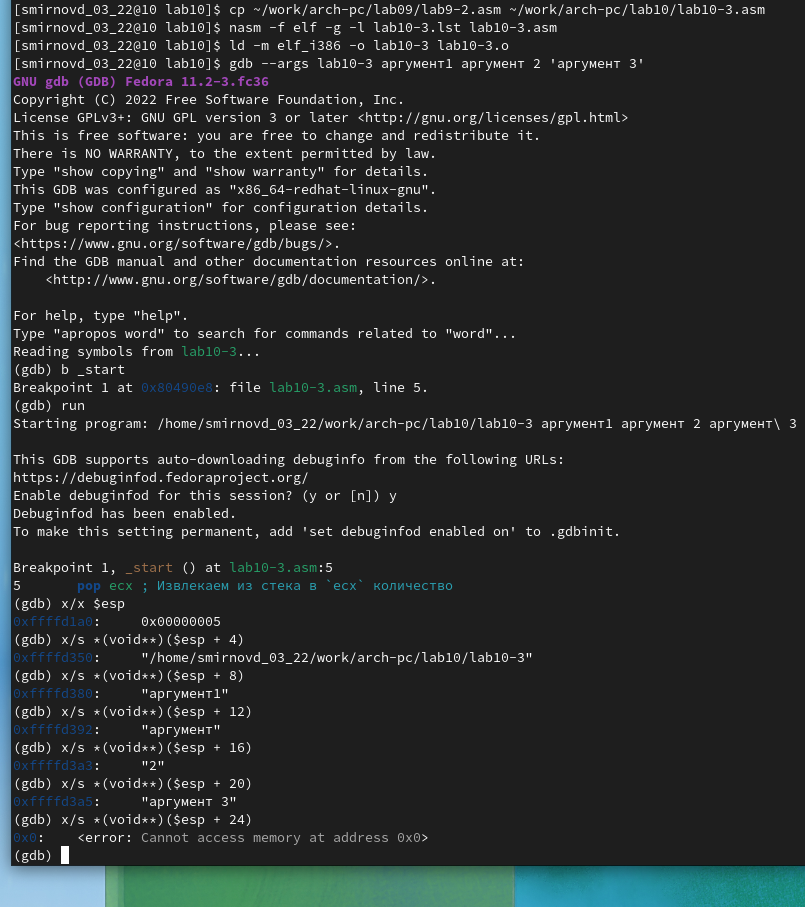 [smirnovd_03_22@10 lab10]$ cp ~/work/arch-pc/lab09/lab9-2.asm ~/work/arch-pc/lab10/lab10-3.asm
[smirnovd_03_22@10 lab10]$ nasm -f elf -g -l lab10-3.lst lab10-3.asm
[smirnovd_03_22@10 lab10]$ ld -m elf_i386 -o lab10-3 lab10-3.o
[smirnovd_03_22@10 lab10]$ gdb --args lab10-3 аргумент1 аргумент 2 'аргумент 3'
GNU gdb (GDB) Fedora 11.2-3.fc36
Copyright (C) 2022 Free Software Foundation, Inc.
License GPLv3+: GNU GPL version 3 or later <http://gnu.org/licenses/gpl.html>
This is free software: you are free to change and redistribute it.
There is NO WARRANTY, to the extent permitted by law.
Type "show copying" and "show warranty" for details.
This GDB was configured as "x86_64-redhat-linux-gnu".
Type "show configuration" for configuration details.
For bug reporting instructions, please see:
<https://www.gnu.org/software/gdb/bugs/>.
Find the GDB manual and other documentation resources online at:
    <http://www.gnu.org/software/gdb/documentation/>.

For help, type "help".
Type "apropos word" to search for commands related to "word"...
Reading symbols from lab10-3...
(gdb) b _start
Breakpoint 1 at 0x80490e8: file lab10-3.asm, line 5.
(gdb) run
Starting program: /home/smirnovd_03_22/work/arch-pc/lab10/lab10-3 аргумент1 аргумент 2 аргумент\ 3

This GDB supports auto-downloading debuginfo from the following URLs:
https://debuginfod.fedoraproject.org/
Enable debuginfod for this session? (y or [n]) y
Debuginfod has been enabled.
To make this setting permanent, add 'set debuginfod enabled on' to .gdbinit.

Breakpoint 1, _start () at lab10-3.asm:5
5       pop ecx ; Извлекаем из стека в `ecx` количество
(gdb) x/x $esp
0xffffd1a0:     0x00000005
(gdb) x/s *(void**)($esp + 4)
0xffffd350:     "/home/smirnovd_03_22/work/arch-pc/lab10/lab10-3"
(gdb) x/s *(void**)($esp + 8)
0xffffd380:     "аргумент1"
(gdb) x/s *(void**)($esp + 12)
0xffffd392:     "аргумент"
(gdb) x/s *(void**)($esp + 16)
0xffffd3a3:     "2"
(gdb) x/s *(void**)($esp + 20)
0xffffd3a5:     "аргумент 3"
(gdb) x/s *(void**)($esp + 24)
0x0:    <error: Cannot access memory at address 0x0>
(gdb)